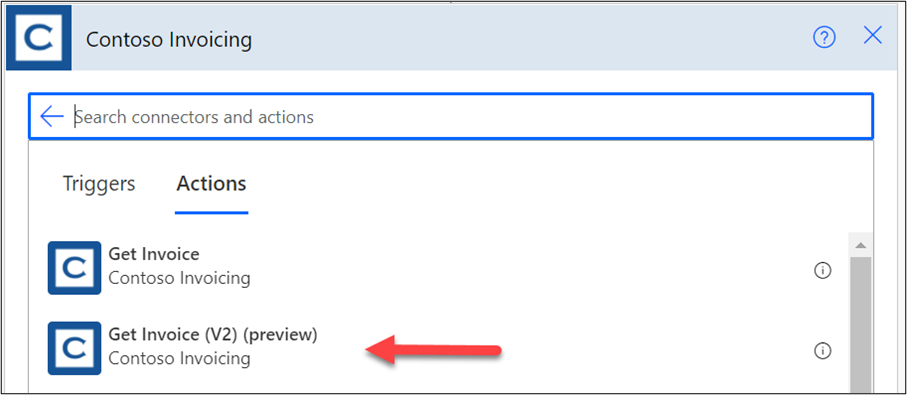 C Contoso Invoicing ?
Search connectors and actions
Triggers Actions
C Get Invoice
Contoso Invoicing
C Get Invoice (V2) (preview)
Contoso Invoicing